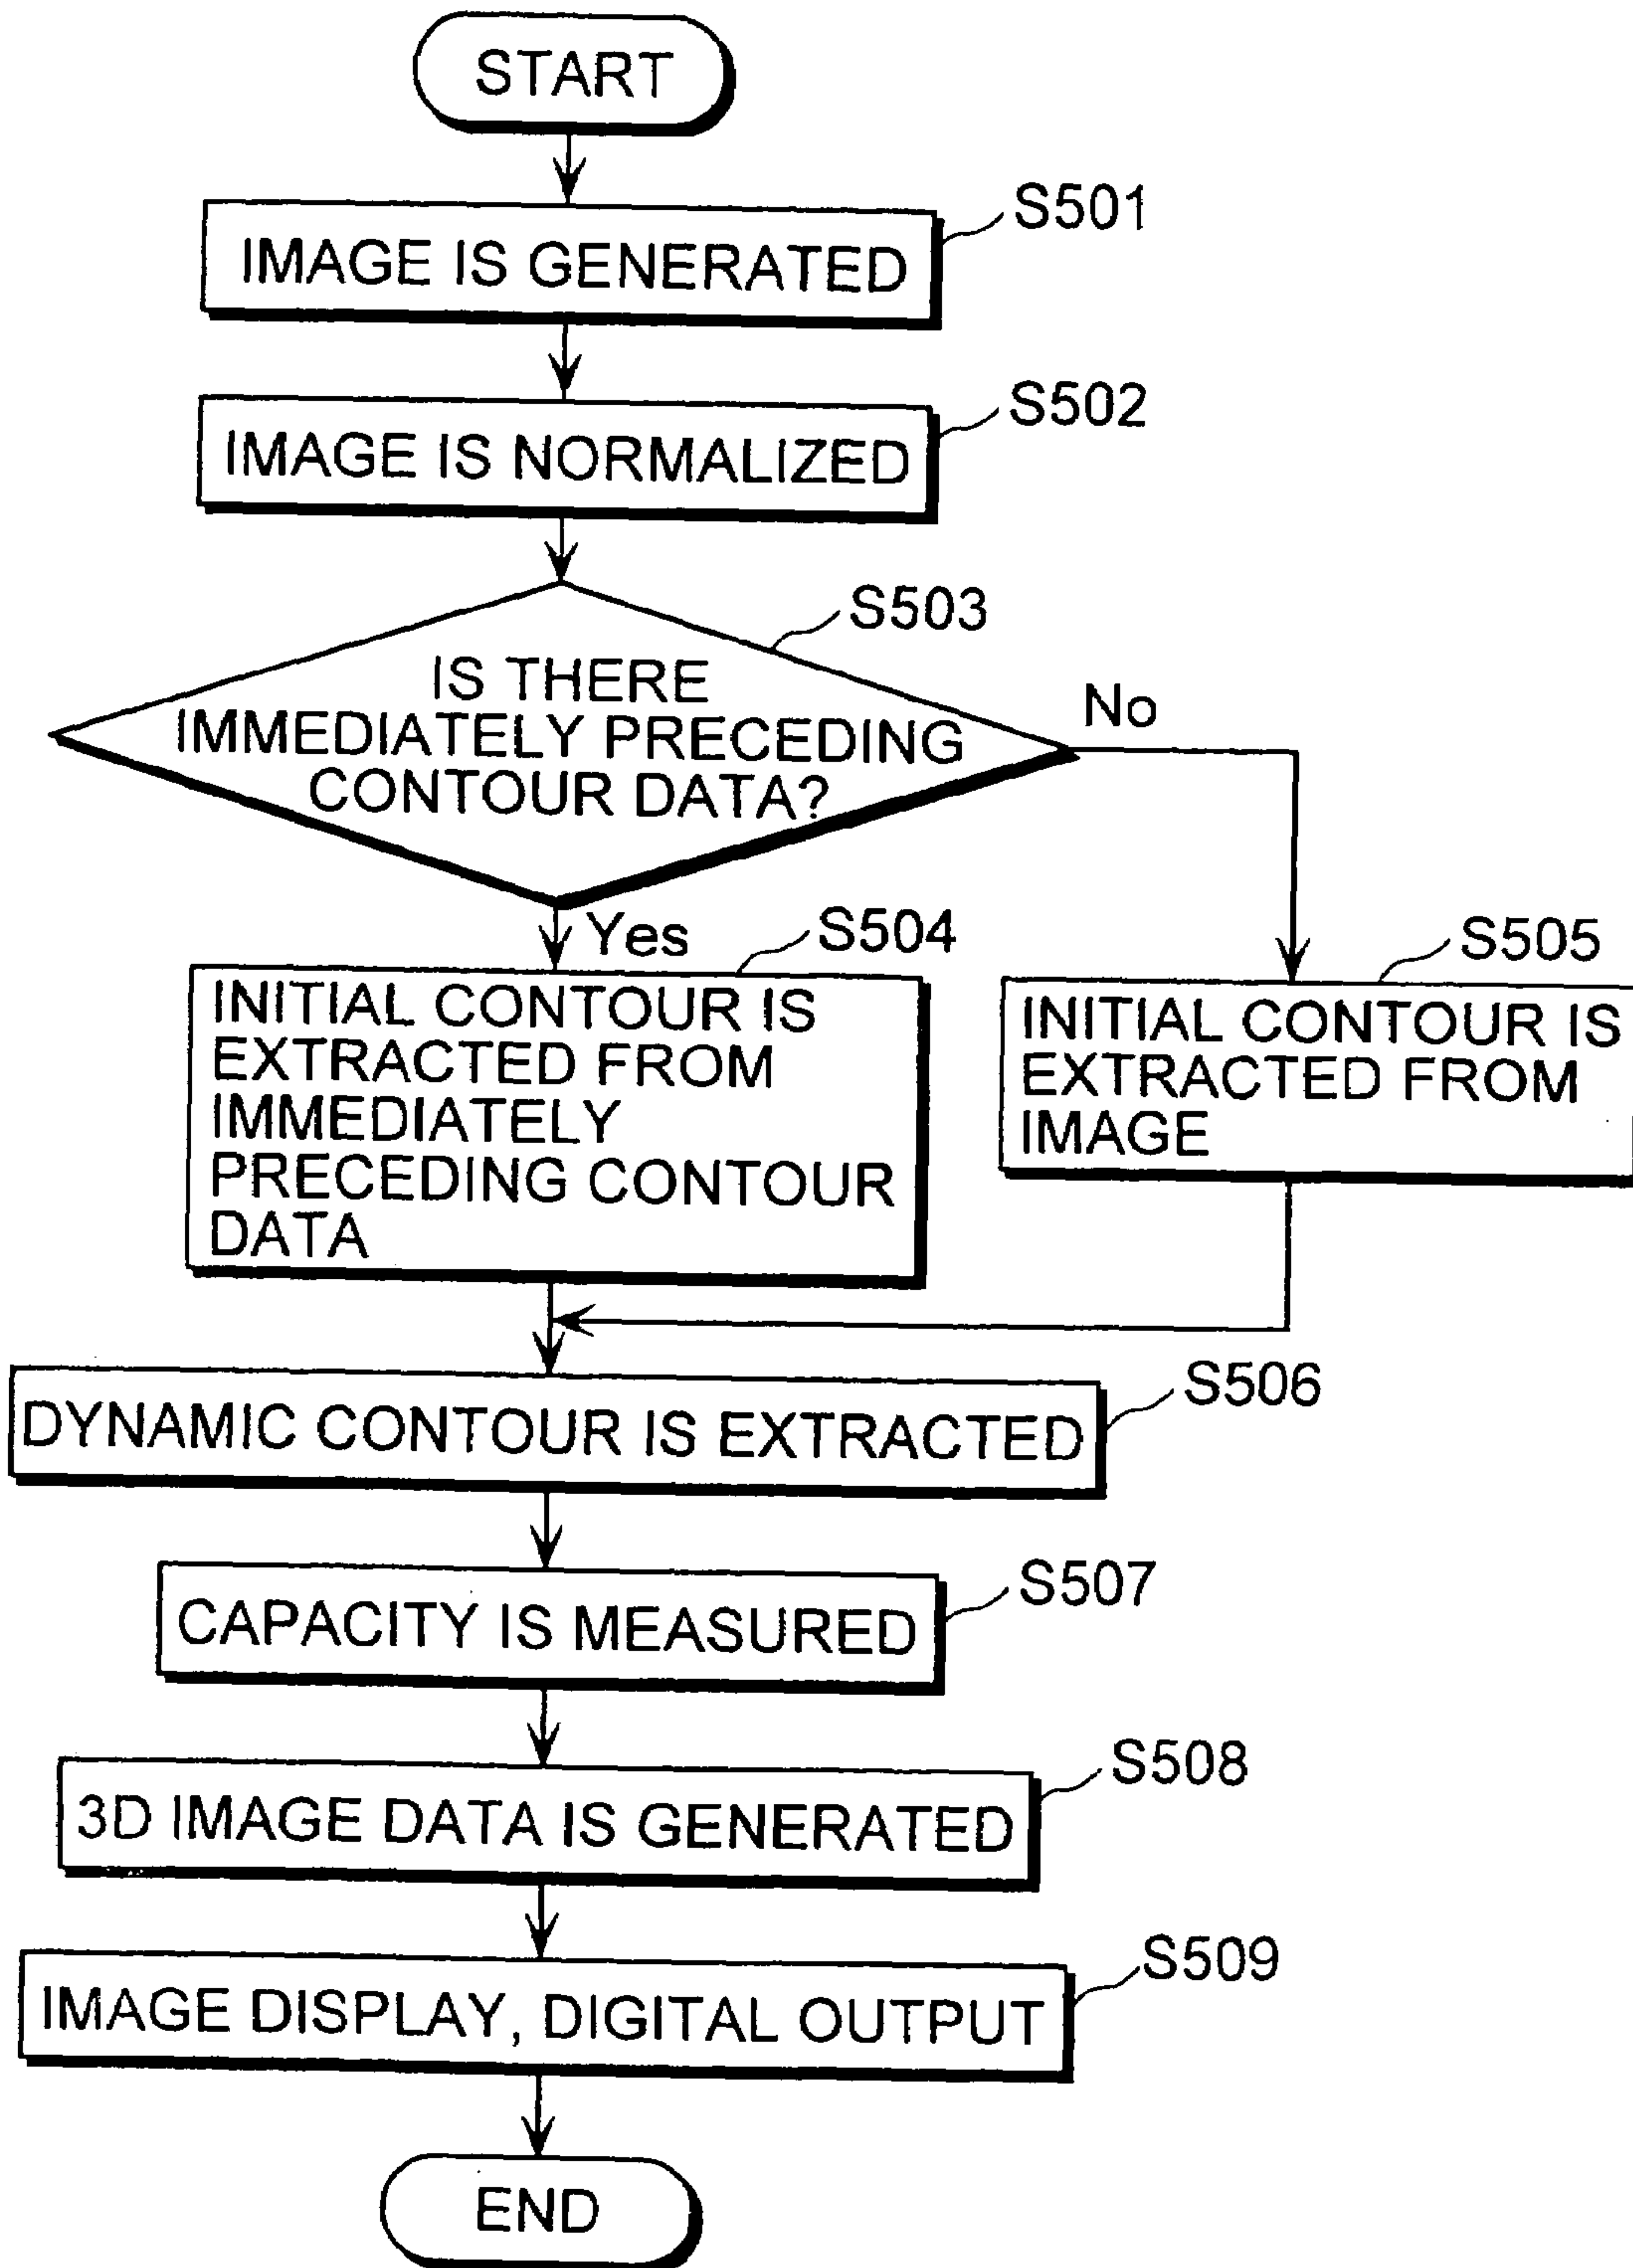 START
S501
IMAGE IS GENERATED
S502
IMAGE IS NORMALIZED
S503
IS THERE
IMMEDIATELY PRECEDING
CONTOUR DATA?
No
Yes
S504
INITIAL CONTOUR IS
EXTRACTED FROM
IMMEDIATELY
PRECEDING CONTOUR
DATA
S505
INITIAL CONTOUR IS
EXTRACTED FROM
IMAGE
S506
DYNAMIC CONTOUR IS EXTRACTED
S507
CAPACITY IS MEASURED
S508
3D IMAGE DATA IS GENERATED
S509
IMAGE DISPLAY, DIGITAL OUTPUT
END